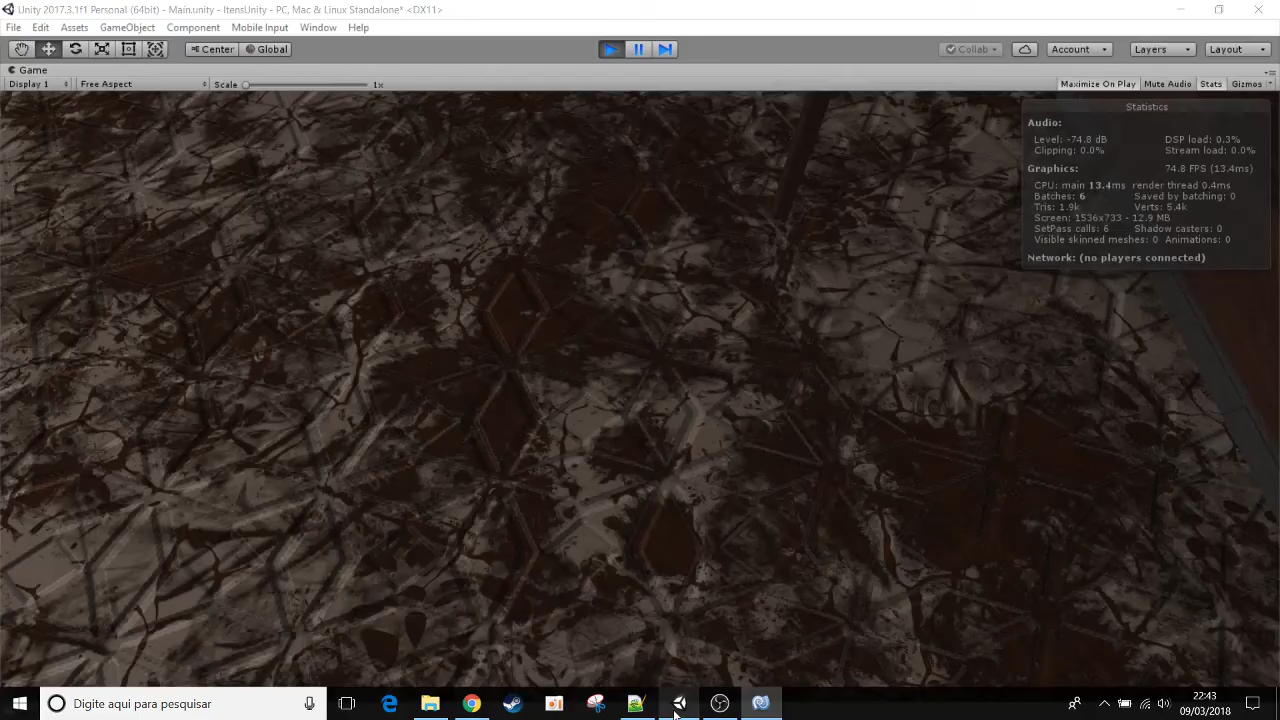 Unity 2017.3.1f1 Personal (64bit) - Main.unity - ItensUnity - PC, Mac & Linux Standalone* <DX11>
File Edit Assets GameObject Component Mobile Input Window Help
Center Global Collab Account Layers Layout
Game
Display 1 Free Aspect Scale 1x Maximize On Play Mute Audio Stats Gizmos
Statistics
Audio:
Level: -74.8 dB DSP load: 0.3%
Clipping: 0.0% Stream load: 0.0%
Graphics: 74.8 FPS (13.4ms)
CPU: main 13.4ms render thread 0.4ms
Batches: 6 Saved by batching: 0
Tris: 1.9k Verts: 5.4k
Screen: 1536x733 - 12.9 MB
SetPass calls: 6 Shadow casters: 0
Visible skinned meshes: 0 Animations: 0
Network: (no players connected)
Digite aqui para pesquisar
22:43
09/03/2018